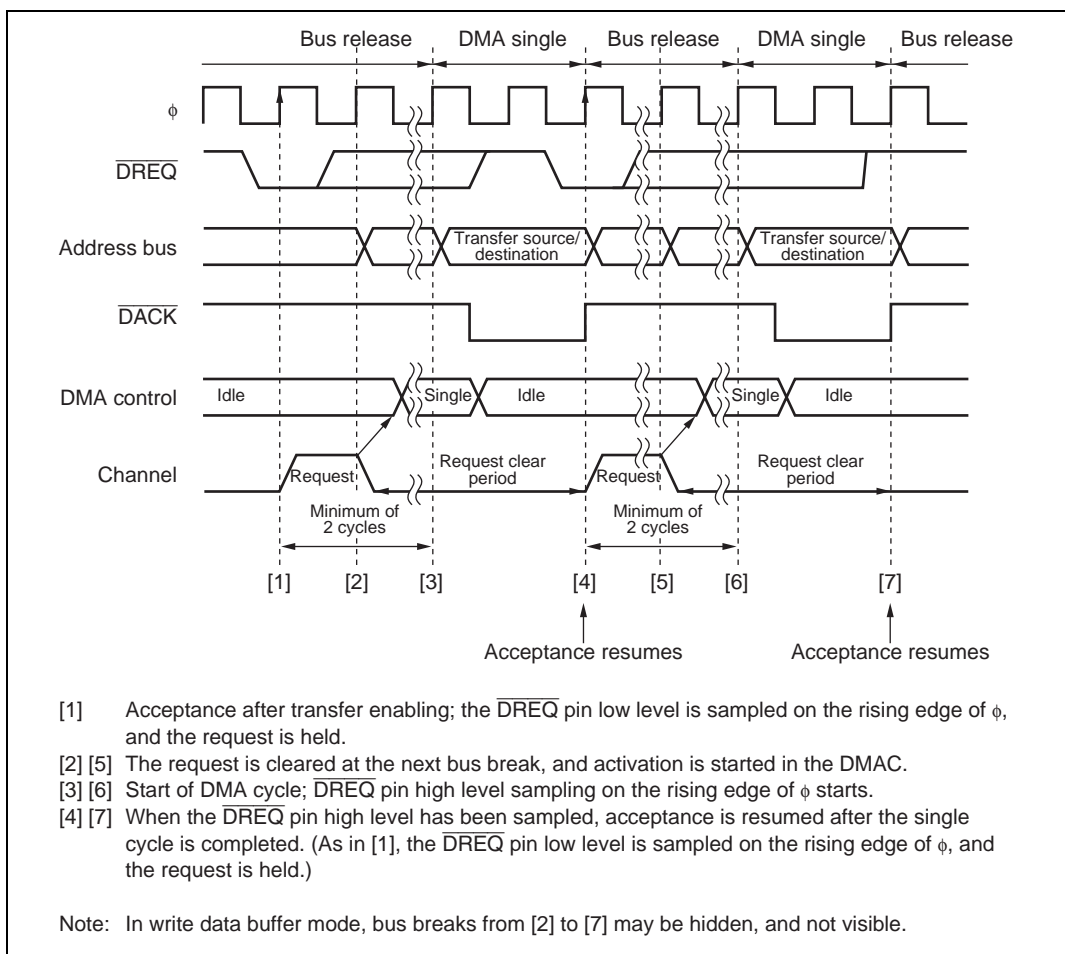 Bus release DMA single Bus release DMA single Bus release
φ
DREQ
Address bus
Transfer source/
destination
Transfer source/
destination
DACK
DMA control
Idle Single Idle Single Idle
Channel
Request
Request clear
period
Request
Request clear
period
Minimum of
2 cycles
Minimum of
2 cycles
[1] [2] [3] [4] [5] [6] [7]
Acceptance resumes Acceptance resumes
[1] Acceptance after transfer enabling; the DREQ pin low level is sampled on the rising edge of φ,
and the request is held.
[2] [5] The request is cleared at the next bus break, and activation is started in the DMAC.
[3] [6] Start of DMA cycle; DREQ pin high level sampling on the rising edge of φ starts.
[4] [7] When the DREQ pin high level has been sampled, acceptance is resumed after the single
cycle is completed. (As in [1], the DREQ pin low level is sampled on the rising edge of φ, and
the request is held.)
Note: In write data buffer mode, bus breaks from [2] to [7] may be hidden, and not visible.